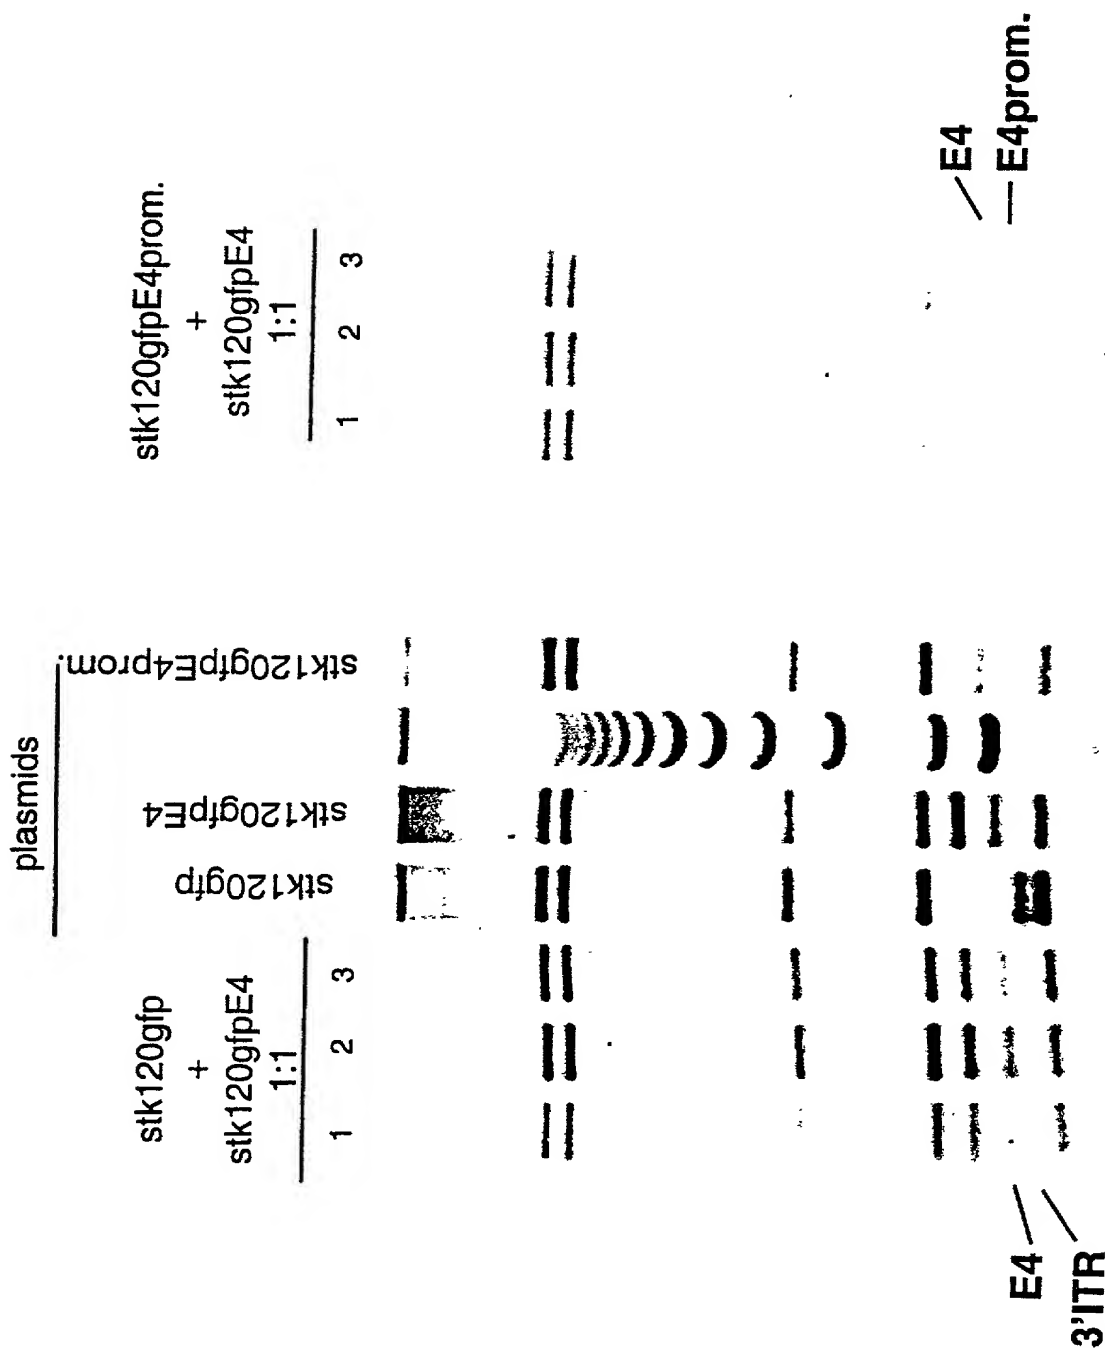 plasmids
stk120gfp
+
stk120gfpE4
1:1
1 2 3
stk120gfp
stk120gfpE4
stk120gfpE4prom.
stk120gfpE4prom.
+
stk120gfpE4
1:1
1 2 3
E4
3'ITR
E4
E4prom.